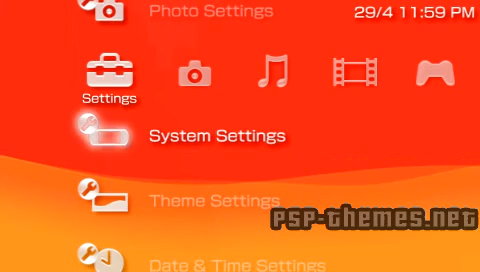 Photo Settings
29/4 11:59 PM
Settings
System Settings
Theme Settings
psp-themes.net
Date & Time Settings